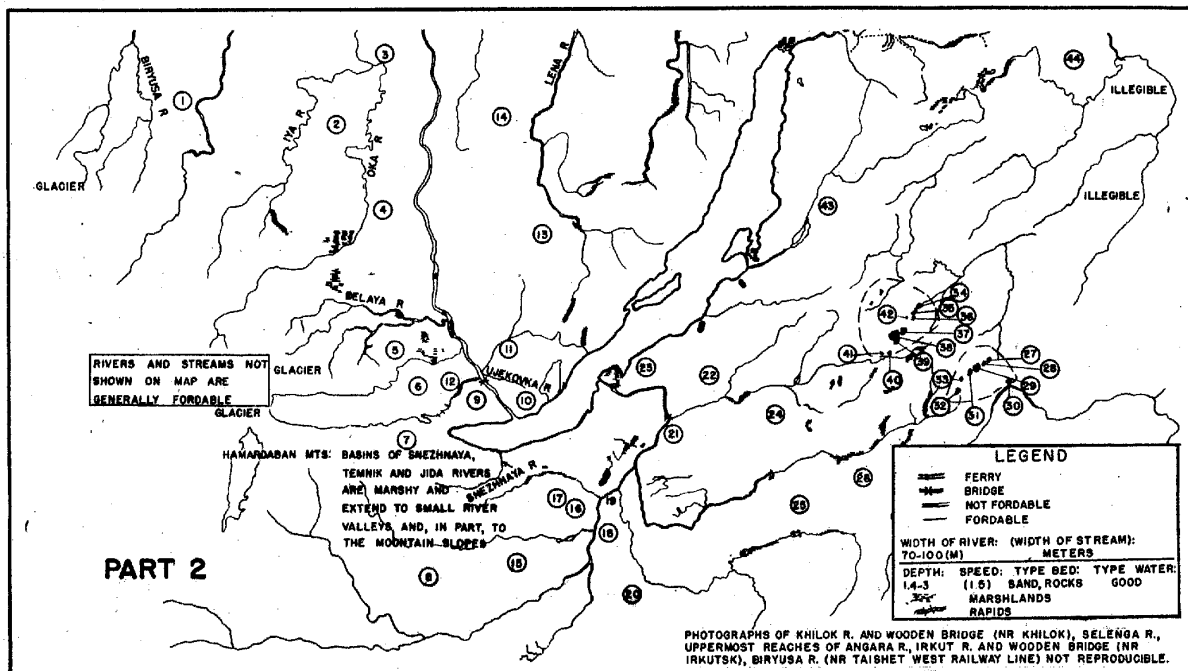 BIRYUSA R
1
IYA R
2
3
OKA R
4
14
LENA R
13
44
ILLEGIBLE
ILLEGIBLE
GLACIER
43
BELAYA R
5
11
RIVERS AND STREAMS NOT
SHOWN ON MAP ARE
GENERALLY FORDABLE
GLACIER
6
12
9
UJEKOVKA R
10
23
22
42
34
35
36
37
38
39
40
41
33
32
27
28
29
30
31
GLACIER
7
24
21
HAMARDABAN MTS: BASINS OF SNEZHNAYA,
TEMNIK AND JIDA RIVERS
ARE MARSHY AND
EXTEND TO SMALL RIVER
VALLEYS AND, IN PART, TO
THE MOUNTAIN SLOPES
SNEZHNAYA R
17
16
19
18
26
25
PART 2
8
15
20
LEGEND
FERRY
BRIDGE
NOT FORDABLE
FORDABLE
WIDTH OF RIVER: (WIDTH OF STREAM):
70-100(M) METERS
DEPTH: SPEED: TYPE BED: TYPE WATER:
1.4-3 (1.5) SAND, ROCKS GOOD
MARSHLANDS
RAPIDS
PHOTOGRAPHS OF KHILOK R. AND WOODEN BRIDGE (NR KHILOK), SELENGA R.,
UPPERMOST REACHES OF ANGARA R., IRKUT R. AND WOODEN BRIDGE (NR
IRKUTSK), BIRYUSA R. (NR TAISHET WEST RAILWAY LINE) NOT REPRODUCIBLE.